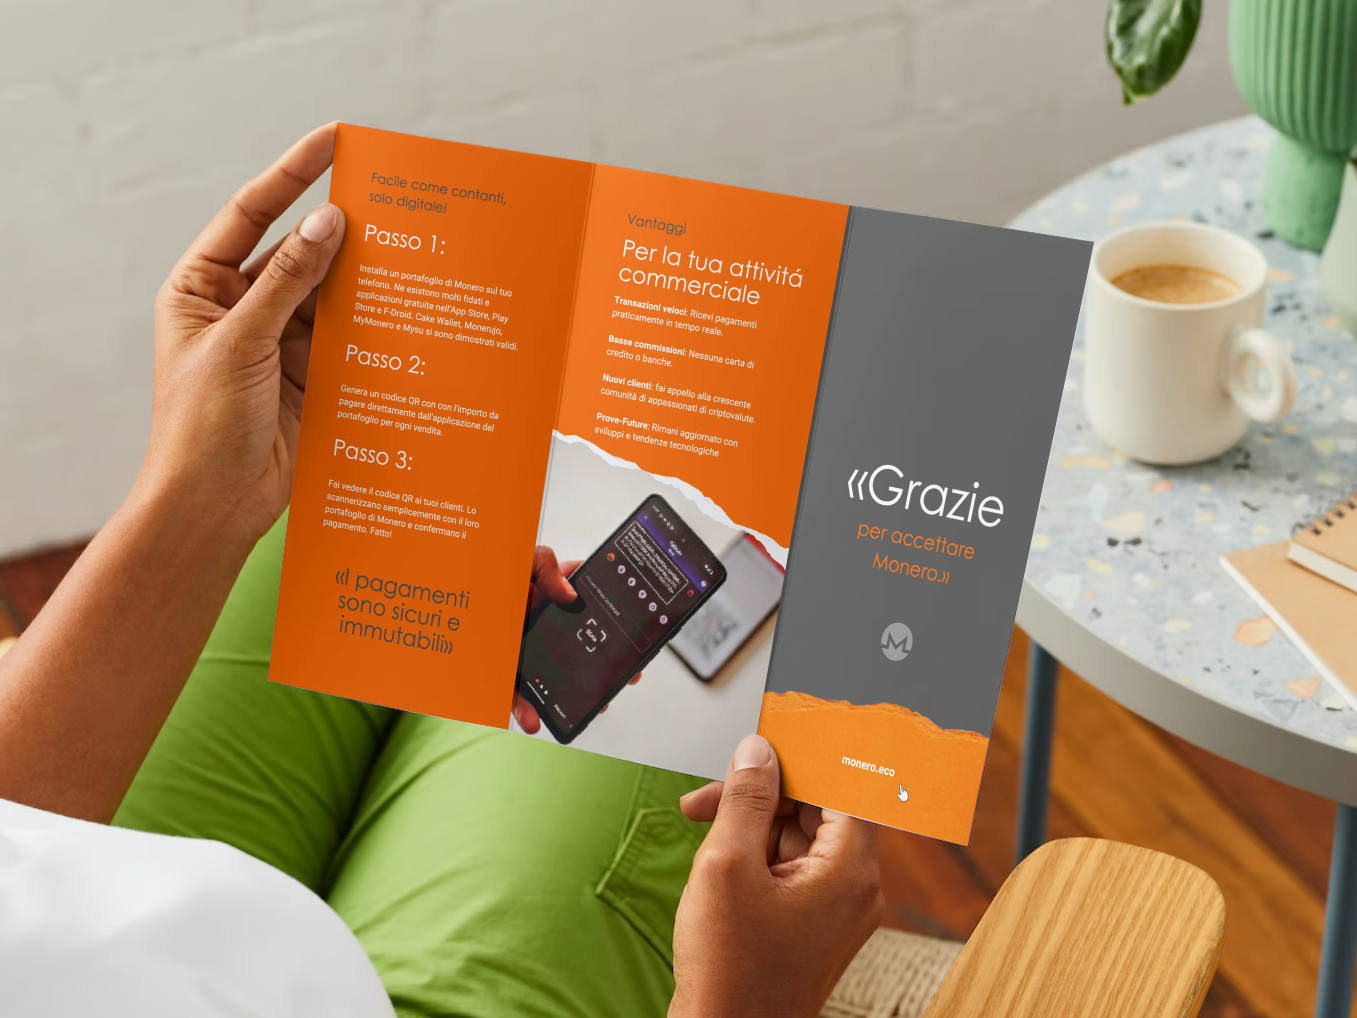 Facile come contanti,
solo digitale!
Passo 1:
Installa un portafoglio di Monero sul tuo
telefono. Ne esistono molti fidati e
applicazioni gratuite nell'App Store, Play
Store e F-Droid. Cake Wallet, Monerujo,
MyMonero e Mysu si sono dimostrati validi.
Passo 2:
Genera un codice QR con con l'importo da
pagare direttamente dall'applicazione del
portafoglio per ogni vendita.
Passo 3:
Fai vedere il codice QR ai tuoi clienti. Lo
scannerizzano semplicemente con il loro
portafoglio di Monero e confermano il
pagamento. Fatto!
«I pagamenti
sono sicuri e
immutabili»
Vantaggi
Per la tua attivitá
commerciale
Transazioni veloci: Ricevi pagamenti
praticamente in tempo reale.
Basse commissioni: Nessuna carta di
credito o banche.
Nuovi clienti: fai appello alla crescente
comunità di appassionati di criptovalute.
Prove-Future: Rimani aggiornato con
sviluppi e tendenze tecnologiche
«Grazie
per accettare
Monero.»
monero.eco